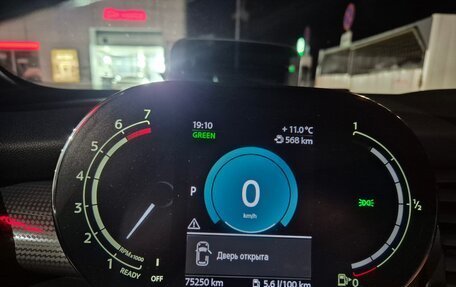 7
6
5
4
3
2
1
RPM×1000
READY
OFF
19:10
GREEN
+ 11.0 °C
568 km
P
0
km/h
Дверь открыта
75250 km
5.6 l/100 km
1
½